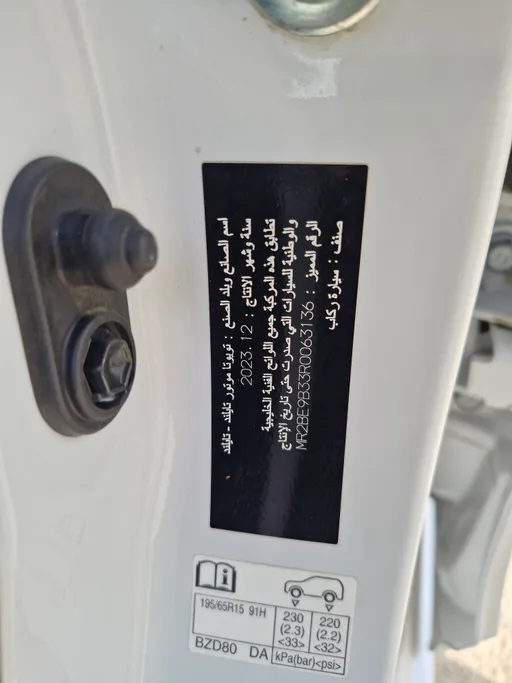 اسم الصانع وبلد الصنع : تويوتا موتور تايلند - تايلند
سنة وشهر الانتاج : 2023.12
تطابق هذه المركبة جميع اللوائح الفنية الخليجية
والوطنية للسيارات التي صدرت حتى تاريخ الإنتاج
الرقم المميز : MR2BE9B33R0063136
صنف : سيارة ركاب
195/65R15 91H
230 (2.3) <33>
220 (2.2) <32>
BZD80 DA kPa(bar)<psi>